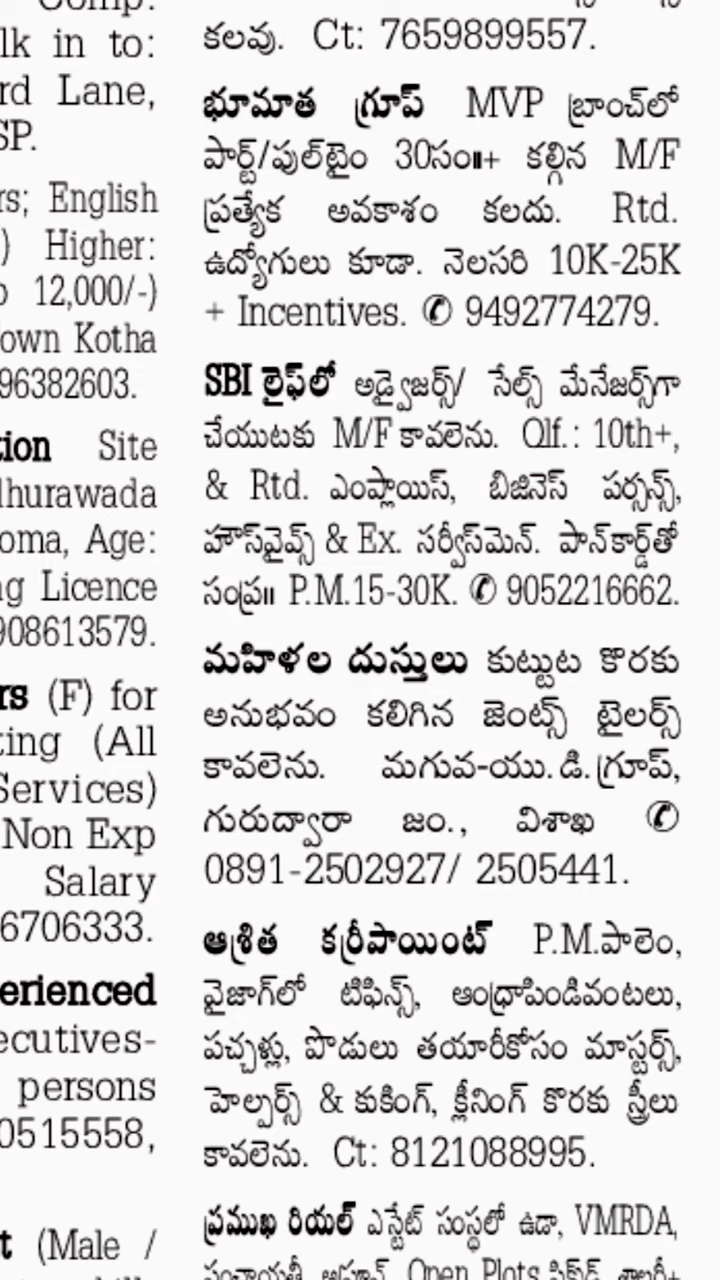 Comp:
lk in to:
rd Lane,
SP.
rs; English
) Higher:
12,000/-)
own Kotha
96382603.
tion Site
dhurawada
oma, Age:
ng Licence
908613579.
rs (F) for
ting (All
Services)
Non Exp
Salary
6706333.
erienced
ecutives-
persons
0515558,
t (Male /
కలవు. Ct: 7659899557.
భూమాత గ్రూప్ MVP బ్రాంచ్‌లో
పార్ట్/పుల్‌టైం 30సం॥+ కల్గిన M/F
ప్రత్యేక అవకాశం కలదు. Rtd.
ఉద్యోగులు కూడా. నెలసరి 10K-25K
+ Incentives. ✆ 9492774279.
SBI లైఫ్‌లో అడ్వైజర్స్/ సేల్స్ మేనేజర్స్‌గా
చేయుటకు M/F కావలెను. Qlf.: 10th+,
& Rtd. ఎంప్లాయిస్, బిజినెస్ పర్సన్స్,
హౌస్‌వైవ్స్ & Ex. సర్వీస్‌మెన్. పాన్‌కార్డ్‌తో
సంప్ర॥ P.M.15-30K. ✆ 9052216662.
మహిళల దుస్తులు కుట్టుట కొరకు
అనుభవం కలిగిన జెంట్స్ టైలర్స్
కావలెను. మగువ-యు.డి.గ్రూప్,
గురుద్వారా జం., విశాఖ ✆
0891-2502927/ 2505441.
ఆశ్రిత కర్రీపాయింట్ P.M.పాలెం,
వైజాగ్‌లో టిఫిన్స్, ఆంధ్రాపిండివంటలు,
పచ్చళ్లు, పొడులు తయారీకోసం మాస్టర్స్,
హెల్పర్స్ & కుకింగ్, క్లీనింగ్ కొరకు స్త్రీలు
కావలెను. Ct: 8121088995.
ప్రముఖ రియల్ ఎస్టేట్ సంస్థలో ఉడా, VMRDA,
Open Plots